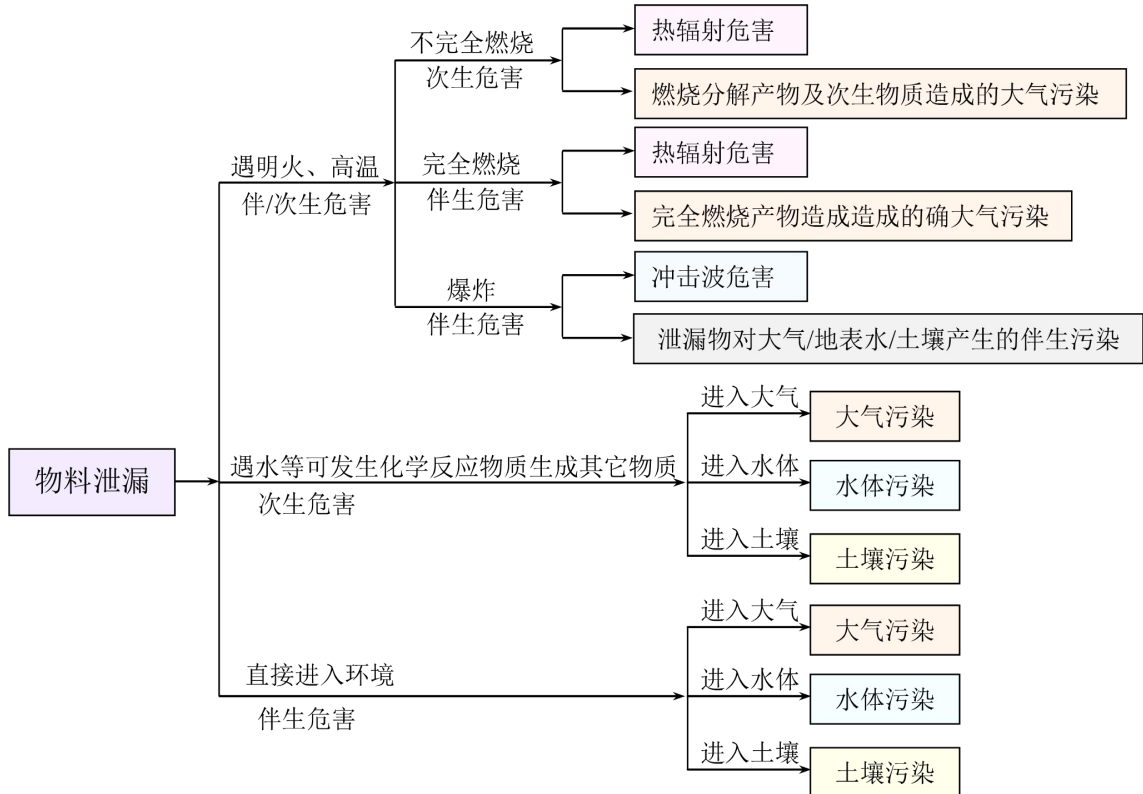 不完全燃烧
次生危害
热辐射危害
燃烧分解产物及次生物质造成的大气污染
遇明火、高温
伴/次生危害
完全燃烧
伴生危害
热辐射危害
完全燃烧产物造成造成的确大气污染
爆炸
伴生危害
冲击波危害
泄漏物对大气/地表水/土壤产生的伴生污染
物料泄漏
遇水等可发生化学反应物质生成其它物质
次生危害
进入大气
大气污染
进入水体
水体污染
进入土壤
土壤污染
直接进入环境
伴生危害
进入大气
大气污染
进入水体
水体污染
进入土壤
土壤污染